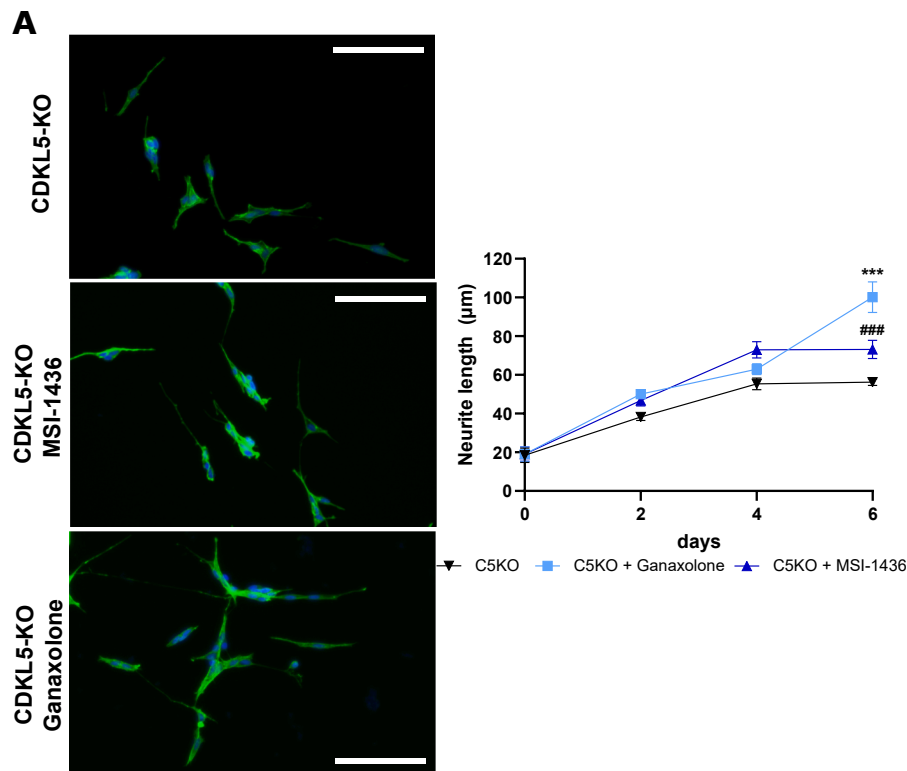 A
CDKL5-KO
CDKL5-KO
MSI-1436
CDKL5-KO
Ganaxolone
Neurite length (µm)
120
100
80
60
40
20
0
***
###
0 2 4 6
days
C5KO C5KO + Ganaxolone C5KO + MSI-1436